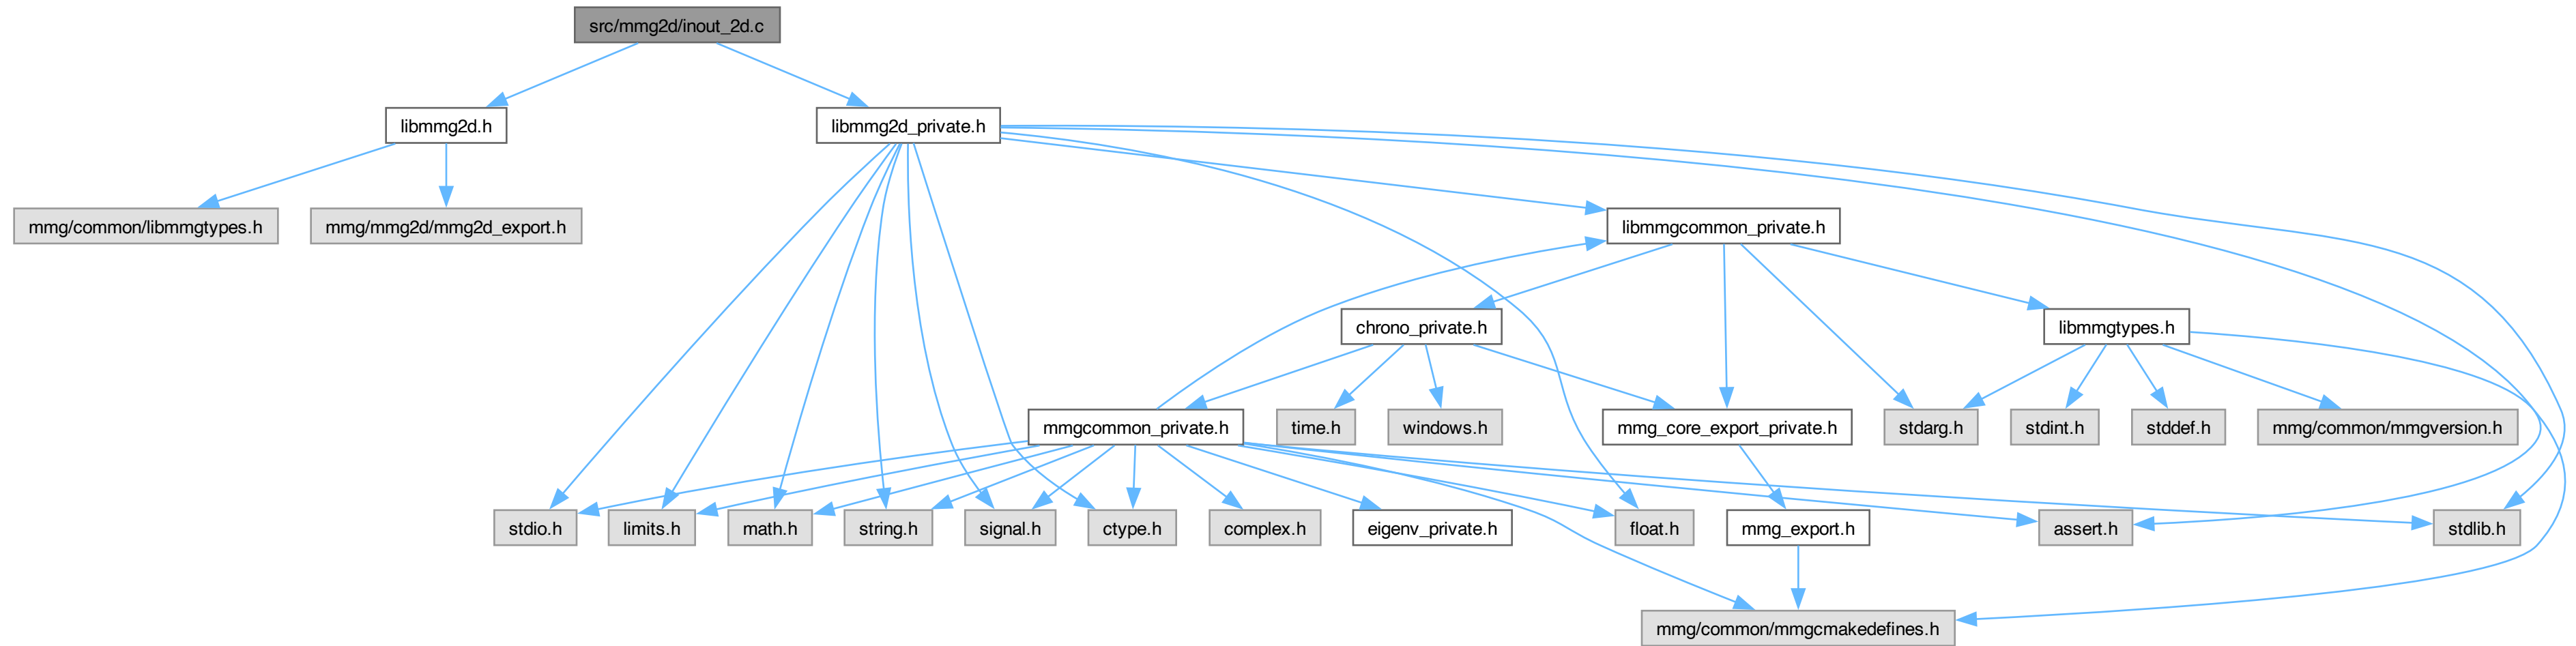 src/mmg2d/inout_2d.c
libmmg2d.h
libmmg2d_private.h
mmg/common/libmmgtypes.h
mmg/mmg2d/mmg2d_export.h
libmmgcommon_private.h
chrono_private.h
libmmgtypes.h
mmgcommon_private.h
time.h
windows.h
mmg_core_export_private.h
stdarg.h
stdint.h
stddef.h
mmg/common/mmgversion.h
stdio.h
limits.h
math.h
string.h
signal.h
ctype.h
complex.h
eigenv_private.h
float.h
mmg_export.h
assert.h
stdlib.h
mmg/common/mmgcmakedefines.h